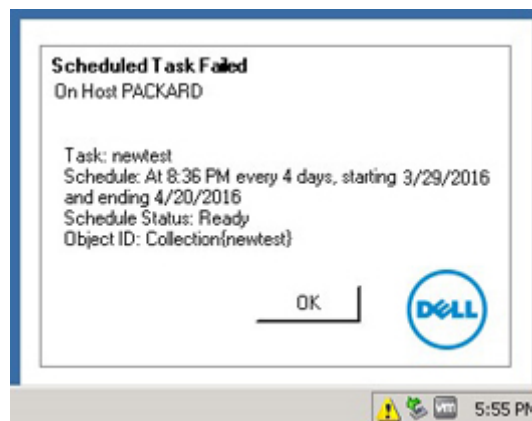 Scheduled Task Failed
On Host PACKARD
Task: newtest
Schedule: At 8:36 PM every 4 days, starting 3/29/2016
and ending 4/20/2016
Schedule Status: Ready
Object ID: Collection{newtest}
OK
DELL
vm 5:55 PM